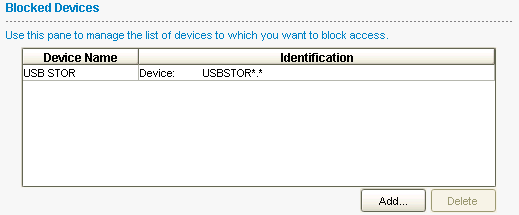 Blocked Devices
Use this pane to manage the list of devices to which you want to block access.
Device Name Identification
USB STOR Device: USBSTOR*.*
Add... Delete